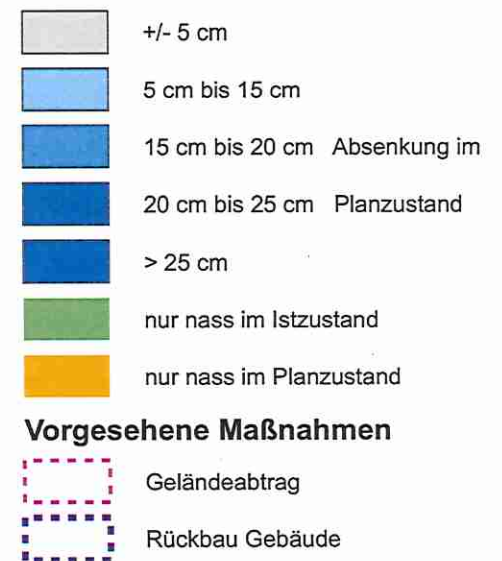 +/- 5 cm
5 cm bis 15 cm
15 cm bis 20 cm Absenkung im
20 cm bis 25 cm Planzustand
> 25 cm
nur nass im Istzustand
nur nass im Planzustand
Vorgesehene Maßnahmen
Geländeabtrag
Rückbau Gebäude